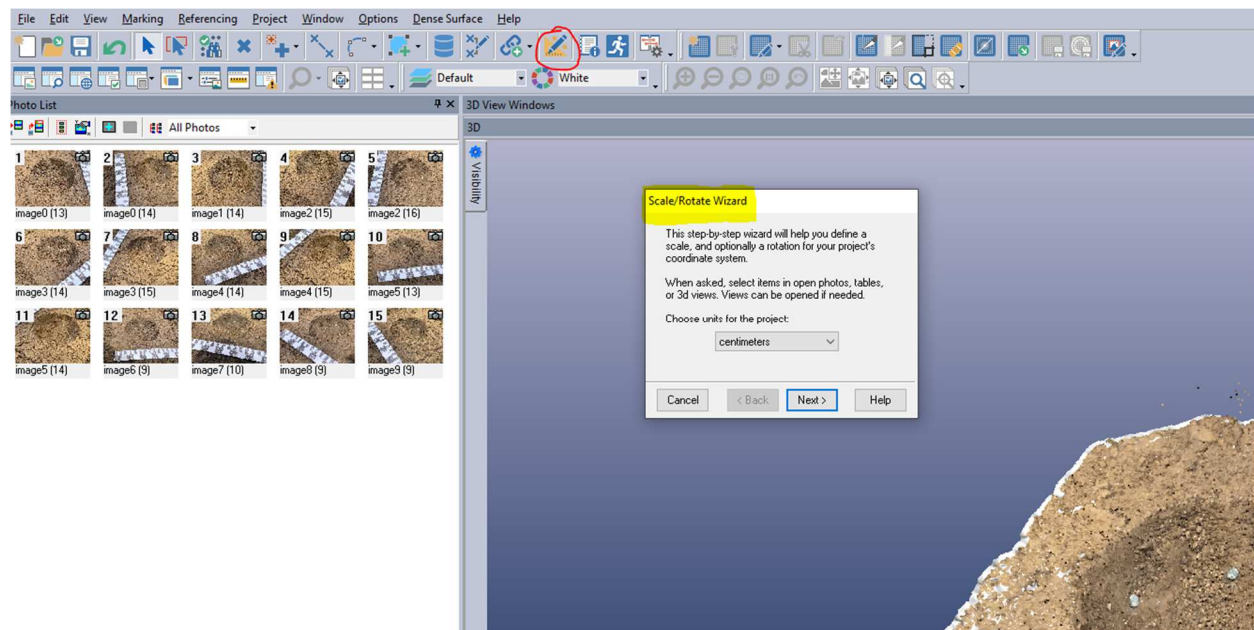 File Edit View Marking Referencing Project Window Options Dense Surface Help
Default White
Photo List
3D View Windows
All Photos
3D
Visibility
1 2 3 4 5
image0 (13) image0 (14) image1 (14) image2 (15) image2 (16)
6 7 8 9 10
image3 (14) image3 (15) image4 (14) image4 (15) image5 (13)
11 12 13 14 15
image5 (14) image6 (9) image7 (10) image8 (9) image9 (9)
Scale/Rotate Wizard
This step-by-step wizard will help you define a
scale, and optionally a rotation for your project's
coordinate system.
When asked, select items in open photos, tables,
or 3d views. Views can be opened if needed.
Choose units for the project:
centimeters
Cancel < Back Next > Help